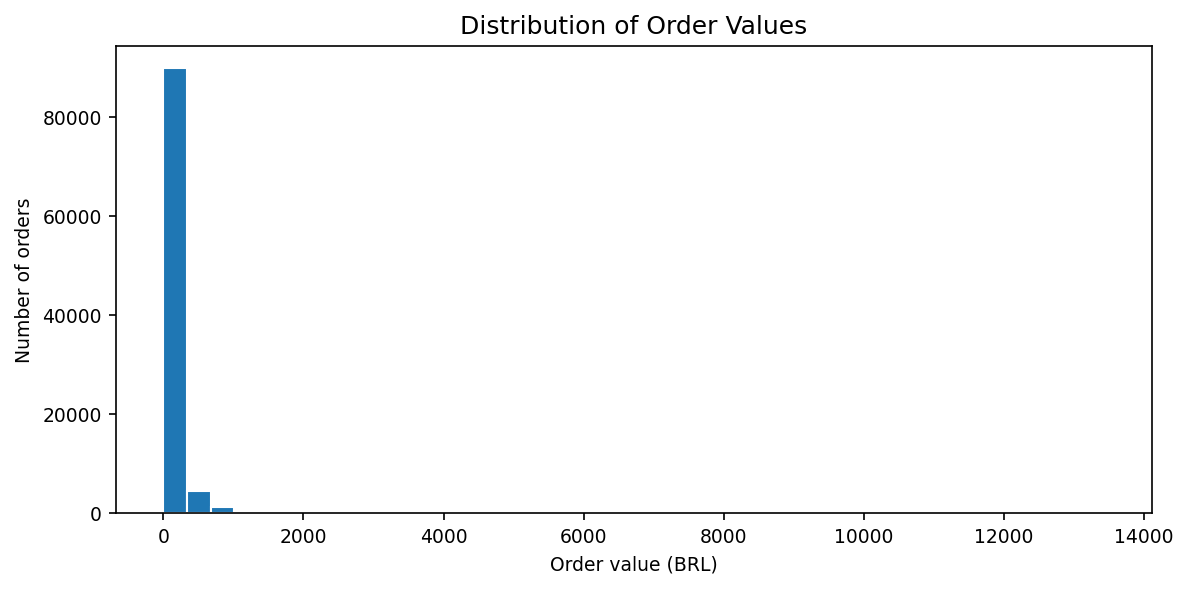 Distribution of Order Values
Number of orders
80000
60000
40000
20000
0
0 2000 4000 6000 8000 10000 12000 14000
Order value (BRL)